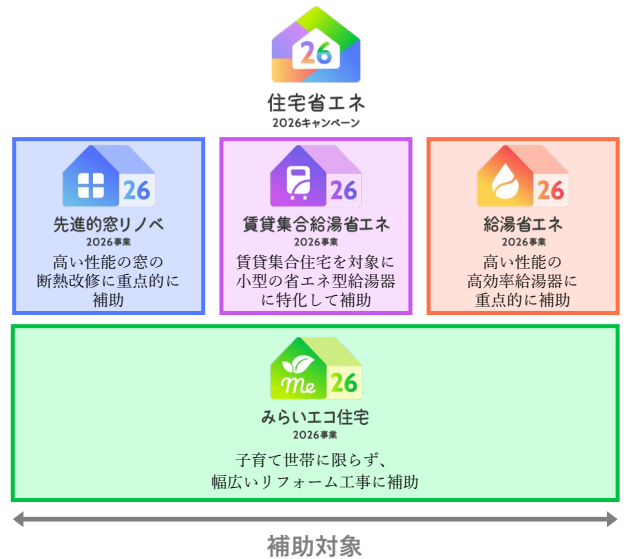 26
住宅省エネ
2026キャンペーン
26
先進的窓リノベ
2026事業
高い性能の窓の
断熱改修に重点的に
補助
26
賃貸集合給湯省エネ
2026事業
賃貸集合住宅を対象に
小型の省エネ型給湯器
に特化して補助
26
給湯省エネ
2026事業
高い性能の
高効率給湯器に
重点的に補助
me 26
みらいエコ住宅
2026事業
子育て世帯に限らず、
幅広いリフォーム工事に補助
補助対象